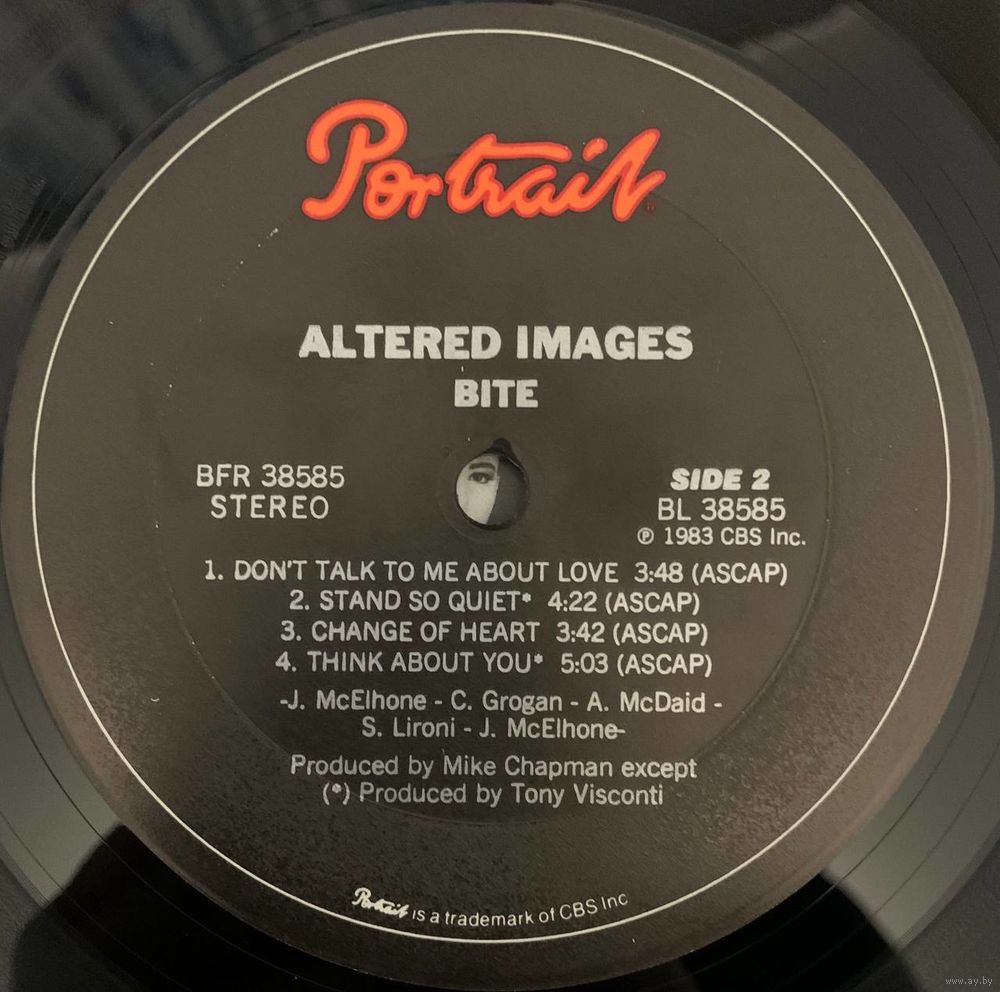 Portrait
ALTERED IMAGES
BITE
BFR 38585
STEREO
SIDE 2
BL 38585
℗ 1983 CBS Inc.
1. DON'T TALK TO ME ABOUT LOVE 3:48 (ASCAP)
2. STAND SO QUIET* 4:22 (ASCAP)
3. CHANGE OF HEART 3:42 (ASCAP)
4. THINK ABOUT YOU* 5:03 (ASCAP)
-J. McElhone - C. Grogan - A. McDaid -
S. Lironi - J. McElhone-
Produced by Mike Chapman except
(*) Produced by Tony Visconti
Portrait is a trademark of CBS Inc
www.ay.by